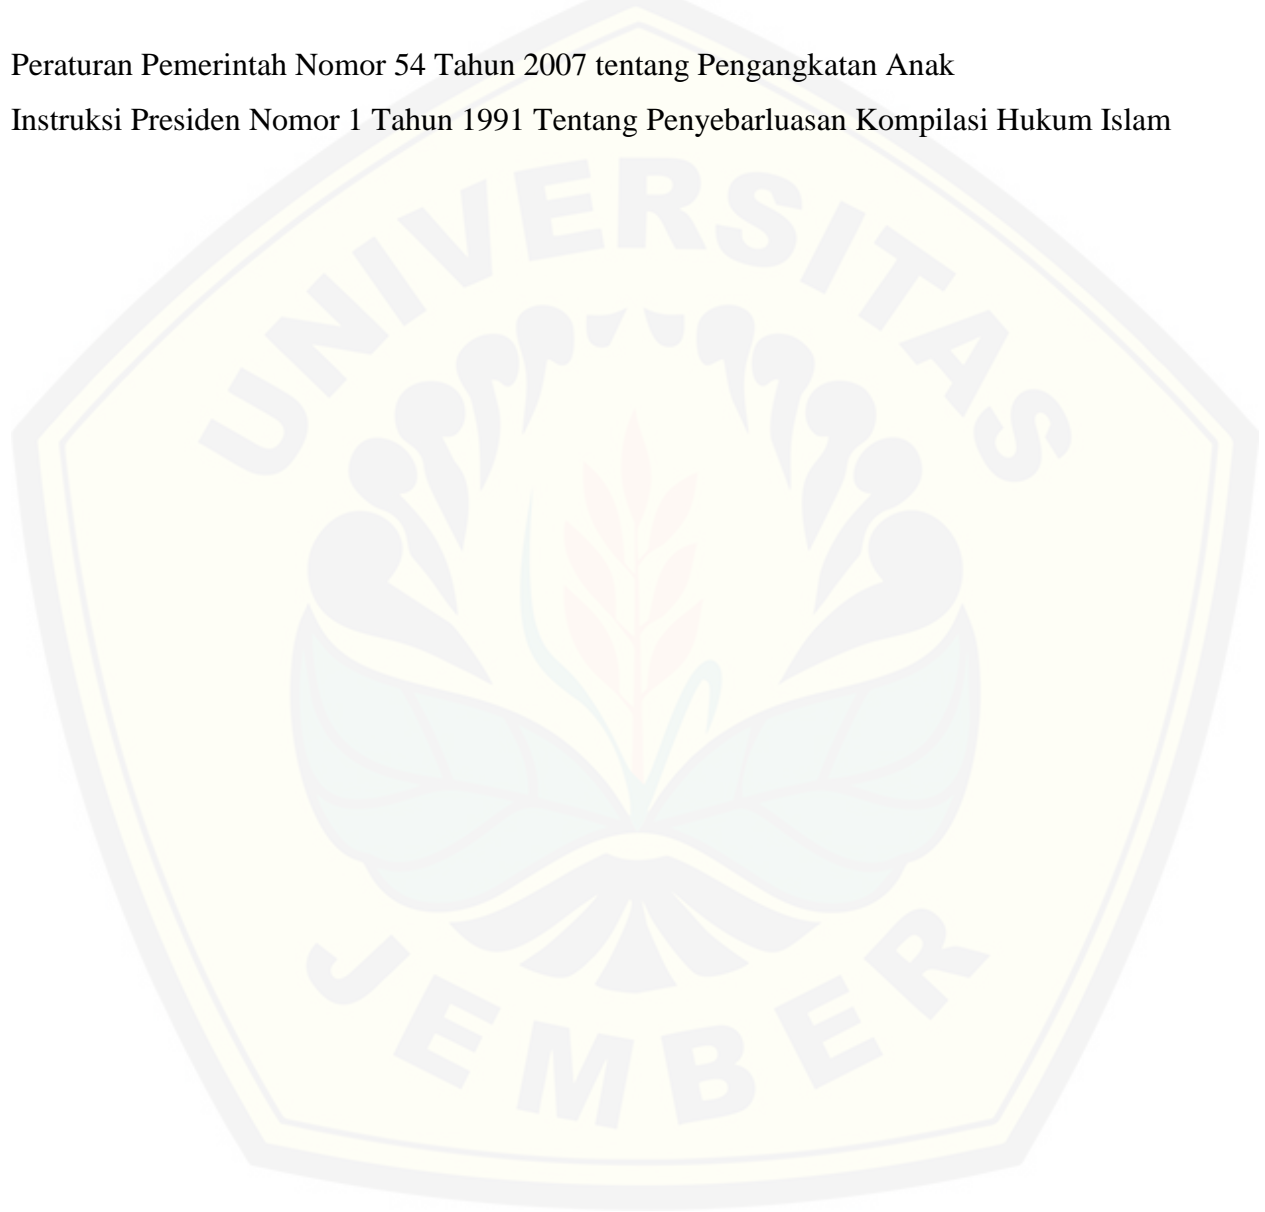 Peraturan Pemerintah Nomor 54 Tahun 2007 tentang Pengangkatan Anak
Instruksi Presiden Nomor 1 Tahun 1991 Tentang Penyebarluasan Kompilasi Hukum Islam
UNIVERSITAS
JEMBER